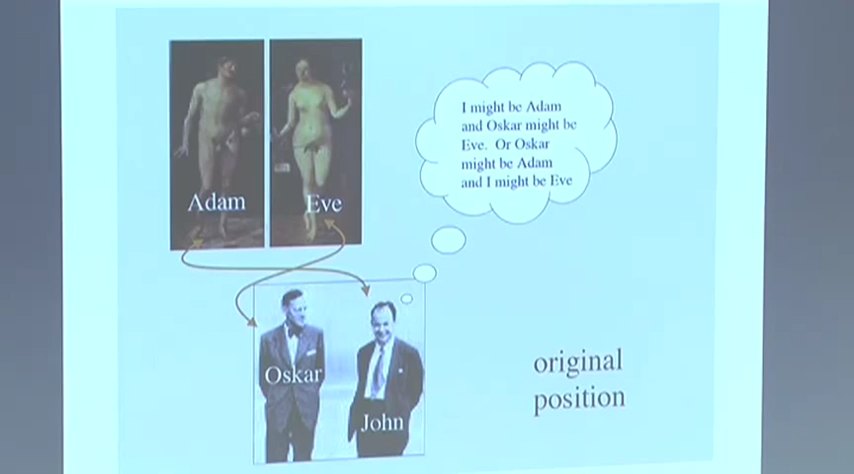 Adam
Eve
I might be Adam
and Oskar might be
Eve. Or Oskar
might be Adam
and I might be Eve
Oskar
John
original
position